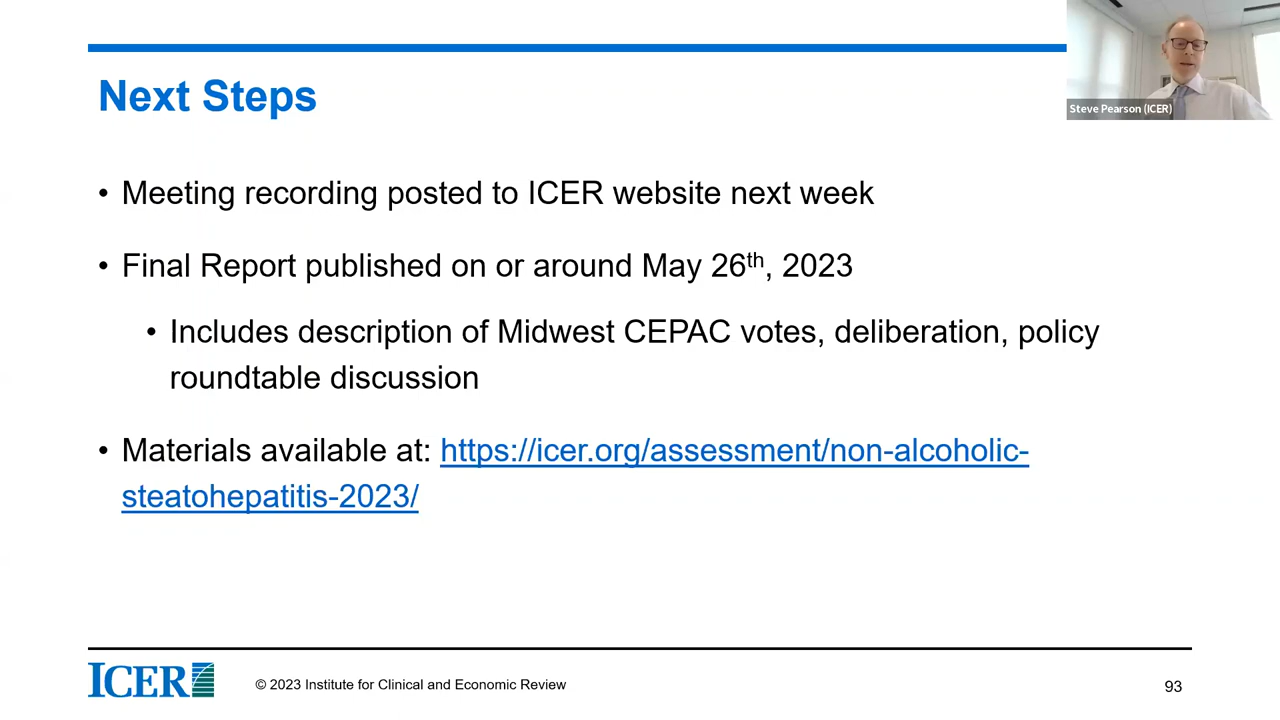 Steve Pearson (ICER)
Next Steps
• Meeting recording posted to ICER website next week
• Final Report published on or around May 26th, 2023
• Includes description of Midwest CEPAC votes, deliberation, policy
roundtable discussion
• Materials available at: https://icer.org/assessment/non-alcoholic-
steatohepatitis-2023/
ICER
© 2023 Institute for Clinical and Economic Review
93